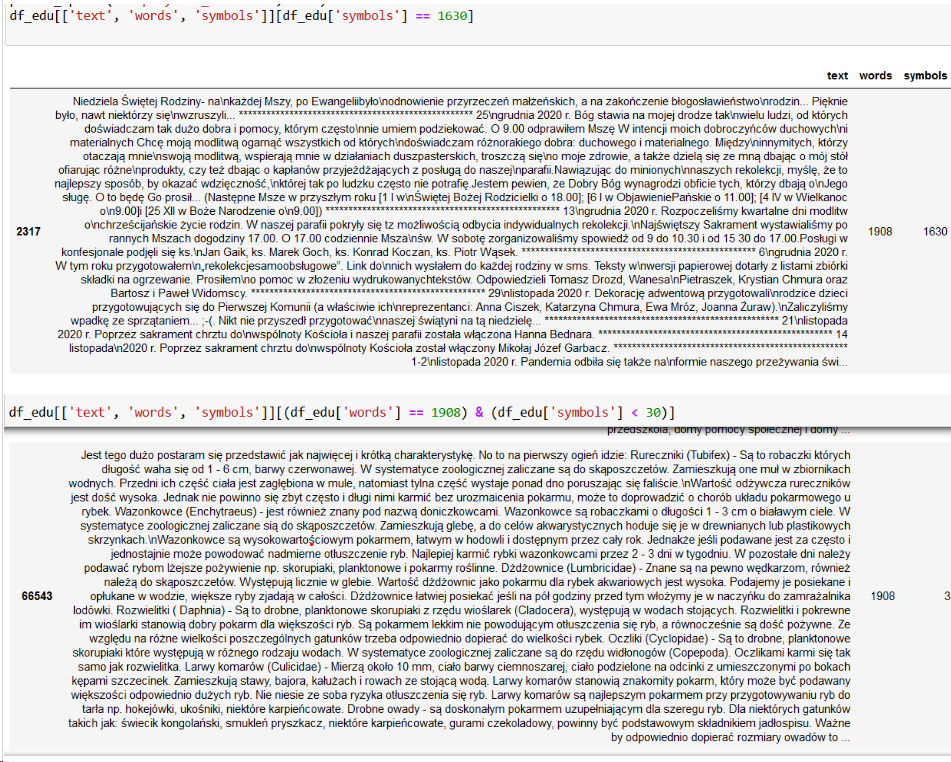 df_edu[['text', 'words', 'symbols']][df_edu['symbols'] == 1630]
text words symbols
Niedziela Świętej Rodziny- na\nkażdej Mszy, po Ewangeliibyło\nodnowienie przyrzeczeń małżeńskich, a na zakończenie błogosławieństwo\nrodzin... Pięknie
było, nawt niektórzy się\nwzruszyli... ************************************************** 25\ngrudnia 2020 r. Bóg stawia na mojej drodze tak\nwielu ludzi, od których
doświadczam tak dużo dobra i pomocy, którym często\nnie umiem podziekować. O 9.00 odprawiłem Mszę W intencji moich dobroczyńców duchowych\ni
materialnych Chcę moją modlitwą ogarnąć wszystkich od których\ndoświadczam różnorakiego dobra: duchowego i materialnego. Między\ninnymitych, którzy
otaczają mnie\nswoją modlitwą, wspierają mnie w działaniach duszpasterskich, troszczą się\no moje zdrowie, a także dzielą się ze mną dbając o mój stół
ofiarując różne\nprodukty, czy też dbając o kapłanów przyjeżdżających z posługą do naszej\nparafii.Nawiązując do minionych\nnaszych rekolekcji, myślę, że to
najlepszy sposób, by okazać wdzięczność,\nktórej tak po ludzku często nie potrafię.Jestem pewien, że Dobry Bóg wynagrodzi obficie tych, którzy dbają o\nJego
sługę. O to będę Go prosił... (Następne Msze w przyszłym roku [1 I w\nŚwiętej Bożej Rodzicielki o 18.00]; [6 I w ObjawieniePańskie o 11.00]; [4 IV w Wielkanoc
o\n9.00]i [25 XII w Boże Narodzenie o\n9.00]) ************************************************** 13\ngrudnia 2020 r. Rozpoczeliśmy kwartalne dni modlitw
o\nchrześcijańskie życie rodzin. W naszej parafii pokryły się tz możliwością odbycia indywidualnych rekolekcji.\nNajświętszy Sakrament wystawialiśmy po
rannych Mszach dogodziny 17.00. O 17.00 codziennie Msza\nśw. W sobotę zorganizowaliśmy spowiedź od 9 do 10.30 i od 15 30 do 17.00.Posługi w
2317 konfesjonale podjęli się ks.\nJan Gaik, ks. Marek Goch, ks. Konrad Kozcan, ks. Piotr Wąsek. ************************************************** 6\ngrudnia 2020 r. 1908 1630
W tym roku przygotowałem\n„rekolekcjesamoobsługowe”. Link do\nnich wysłałem do każdej rodziny w sms. Teksty w\nwersji papierowej dotarły z listami zbiórki
składki na ogrzewanie. Prosiłem\no pomoc w złożeniu wydrukowanychtekstów. Odpowiedzieli Tomasz Drozd, Wanesa\nPietraszek, Krystian Chmura oraz
Bartosz i Paweł Widomscy. ************************************************** 29\nlistopada 2020 r. Dekorację adwentową przygotowali\nrodzice dzieci
przygotowujących się do Pierwszej Komunii (a właściwie ich\nreprezentanci: Anna Ciszek, Katarzyna Chmura, Ewa Mróz, Joanna Żuraw).\nZaliczyliśmy
wpadkę ze sprzątaniem... ;-(. Nikt nie przyszedł przygotować\nnaszej świątyni na tą niedzielę... ************************************************** 21\nlistopada
2020 r. Poprzez sakrament chrztu do\nwspólnoty Kościoła i naszej parafii została włączona Hanna Bednara. ************************************************** 14
listopada\n2020 r. Poprzez sakrament chrztu do\nwspólnoty Kościoła został włączony Mikołaj Józef Garbacz. **************************************************
1-2\nlistopada 2020 r. Pandemia odbiła się także na\nformie naszego przeżywania świ...
df_edu[['text', 'words', 'symbols']][(df_edu['words'] == 1908) & (df_edu['symbols'] < 30)]
przedszkola, domy pomocy społecznej i domy ...
Jest tego dużo postaram się przedstawić jak najwięcej i krótką charakterystykę. No to na pierwszy ogień idzie: Rureczniki (Tubifex) - Są to robaczki których
długość waha się od 1 - 6 cm, barwy czerwonawej. W systematyce zoologicznej zaliczane są do skąposzczetów. Zamieszkują one muł w zbiornikach
wodnych. Przedni ich część ciała jest zagłębiona w mule, natomiast tylna część wystaje ponad dno poruszając się faliście.\nWartość odżywcza rureczników
jest dość wysoka. Jednak nie powinno się zbyt często i długi nimi karmić bez urozmaicenia pokarmu, może to doprowadzić o chorób układu pokarmowego u
rybek. Wazonkowce (Enchytraeus) - jest również znany pod nazwą doniczkowcami. Wazonkowce są robaczkami o długości 1 - 3 cm o białawym ciele. W
systematyce zoologicznej zaliczane sią do skąposzczetów. Zamieszkują glebę, a do celów akwarystycznych hoduje się je w drewnianych lub plastikowych
skrzynkach.\nWazonkowce są wysokowartościowym pokarmem, łatwym w hodowli i dostępnym przez cały rok. Jednakże jeśli podawane jest za często i
jednostajnie może powodować nadmierne otłuszczenie ryb. Najlepiej karmić rybki wazonkowcami przez 2 - 3 dni w tygodniu. W pozostałe dni należy
podawać rybom lżejsze pożywienie np. skorupiaki, planktonowe i pokarmy roślinne. Dżdżownice (Lumbricidae) - Znane są na pewno wędkarzom, również
należą do skąposzczetów. Występują licznie w glebie. Wartość dżdżownic jako pokarmu dla rybek akwariowych jest wysoka. Podajemy je posiekane i
66543 opłukane w wodzie, większe ryby zjadają w całości. Dżdżownice łatwiej posiekać jeśli na pół godziny przed tym włożymy je w naczyńku do zamrażalnika 1908 3
lodówki. Rozwielitki ( Daphnia) - Są to drobne, planktonowe skorupiaki z rzędu wioślarek (Cladocera), występują w wodach stojących. Rozwielitki i pokrewne
im wioślarki stanowią dobry pokarm dla większości ryb. Są pokarmem lekkim nie powodującym otłuszczenia się ryb, a równocześnie są dość pożywne. Ze
względu na różne wielkości poszczególnych gatunków trzeba odpowiednio dopierać do wielkości rybek. Oczliki (Cyclopidae) - Są to drobne, planktonowe
skorupiaki które występują w różnego rodzaju wodach. W systematyce zoologicznej zaliczane są do rzędu widłonogów (Copepoda). Oczlikami karmi się tak
samo jak rozwielitka. Larwy komarów (Culicidae) - Mierzą około 10 mm, ciało barwy ciemnoszarej, ciało podzielone na odcinki z umieszczonymi po bokach
kępami szczecinek. Zamieszkują stawy, bajora, kałużach i rowach ze stojącą wodą. Larwy komarów stanowią znakomity pokarm, który może być podawany
większości odpowiednio dużych ryb. Nie niesie ze soba ryzyka otłuszczenia się ryb. Larwy komarów są najlepszym pokarmem przy przygotowywaniu ryb do
tarła np. hokejówki, ukośniki, niektóre karpieńcowate. Drobne owady - są doskonałym pokarmem uzupełniającym dla szeregu ryb. Dla niektórych gatunków
takich jak: świecik kongolański, smukleń pryszkacz, niektóre karpieńcowate, gurami czekoladowy, powinny być podstawowym składnikiem jadłospisu. Ważne
by odpowiednio dopierać rozmiary owadów to ...